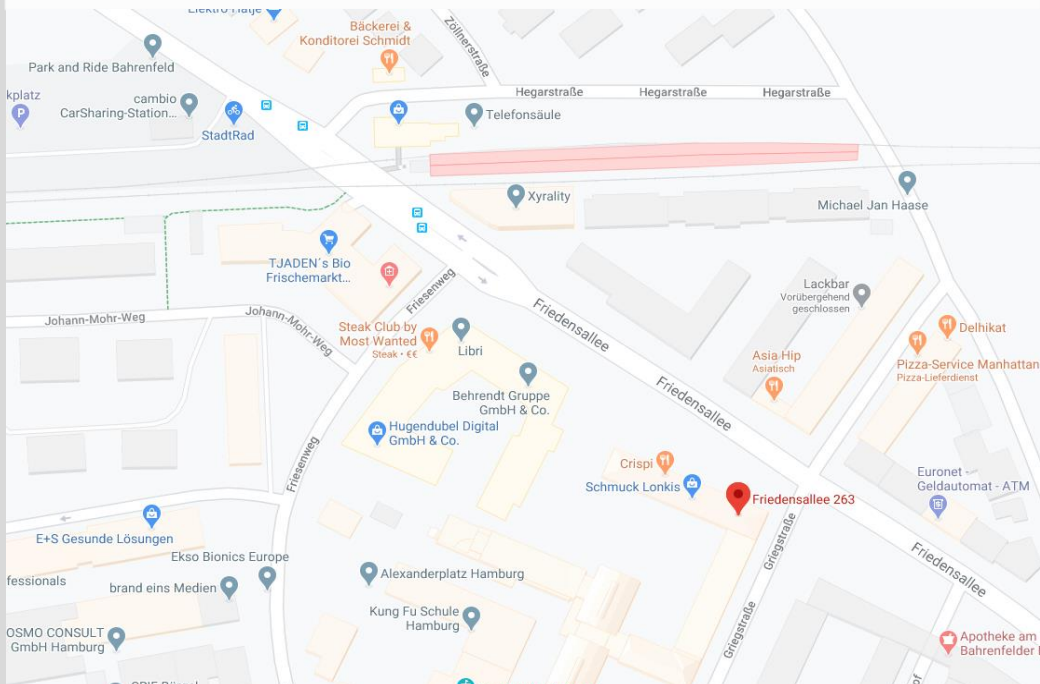 Elektro Hatje
Bäckerei &
Konditorei Schmidt
Zöllnerstraße
Park and Ride Bahrenfeld
Hegarstraße
Hegarstraße
Hegarstraße
kplatz
P
cambio
CarSharing-Station...
StadtRad
Telefonsäule
Xyrality
Michael Jan Haase
TJADEN´s Bio
Frischemarkt...
Friesenweg
Lackbar
Vorübergehend
geschlossen
Johann-Mohr-Weg
Johann-Mohr-Weg
Steak Club by
Most Wanted
Steak • €€
Libri
Friedensallee
Delhikat
Asia Hip
Asiatisch
Pizza-Service Manhattan
Pizza-Lieferdienst
Behrendt Gruppe
GmbH & Co.
Friedensallee
Hugendubel Digital
GmbH & Co.
Friesenweg
Crispi
Schmuck Lonkis
Friedensallee 263
Euronet -
Geldautomat - ATM
E+S Gesunde Lösungen
Griegstraße
Friedensallee
Ekso Bionics Europe
fessionals
brand eins Medien
Alexanderplatz Hamburg
Kung Fu Schule
Hamburg
Griegstraße
OSMO CONSULT
GmbH Hamburg
Apotheke am
Bahrenfelder
of